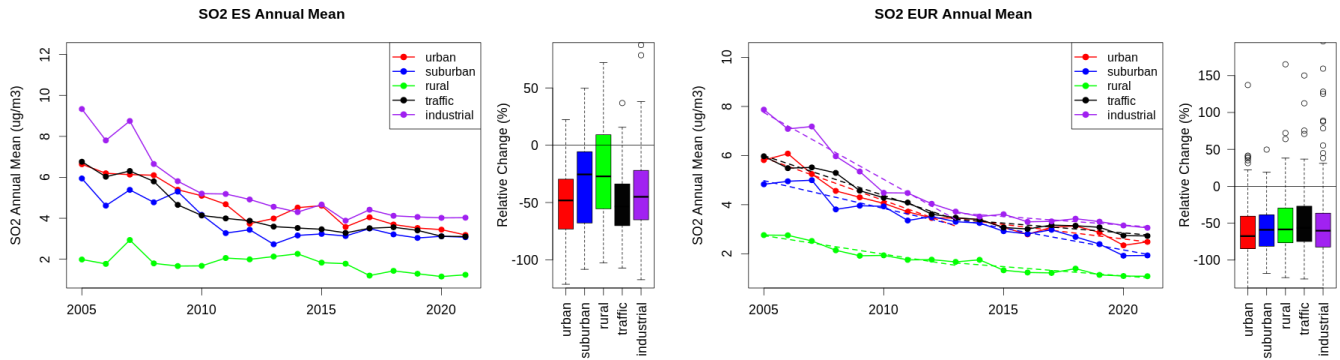 SO2 ES Annual Mean
SO2 ES Annual Mean (ug/m3)
12
10
8
6
4
2
2005
2010
2015
2020
urban
suburban
rural
traffic
industrial
Relative Change (%)
50
0
-50
-100
urban
suburban
rural
traffic
industrial
SO2 EUR Annual Mean
SO2 Annual Mean (ug/m3)
10
8
6
4
2
2005
2010
2015
2020
urban
suburban
rural
traffic
industrial
Relative Change (%)
150
100
50
0
-50
-100
urban
suburban
rural
traffic
industrial